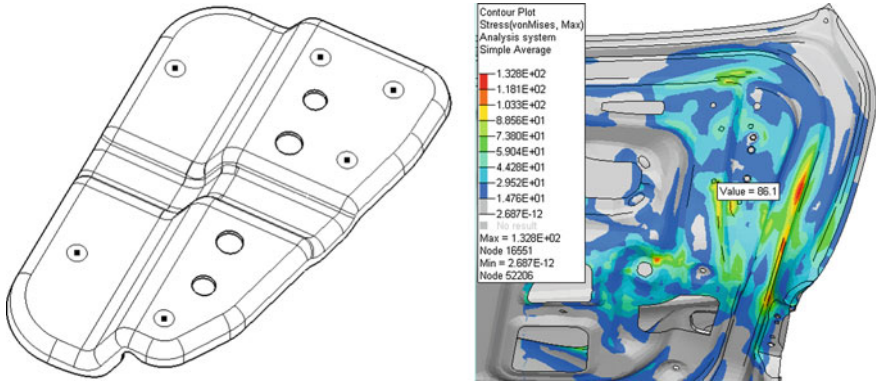 Contour Plot
Stress(vonMises, Max)
Analysis system
Simple Average
1.328E+02
1.181E+02
1.033E+02
8.856E+01
7.380E+01
5.904E+01
4.428E+01
2.952E+01
1.476E+01
2.687E-12
No result
Max = 1.328E+02
Node 16551
Min = 2.687E-12
Node 52206
Value = 86.1